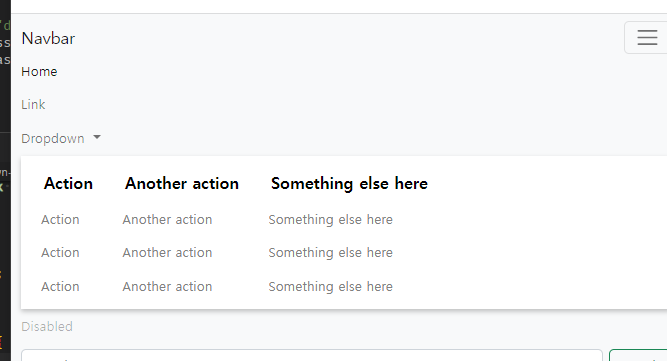 Navbar
Home
Link
Dropdown
Action Another action Something else here
Action Another action Something else here
Action Another action Something else here
Action Another action Something else here
Disabled